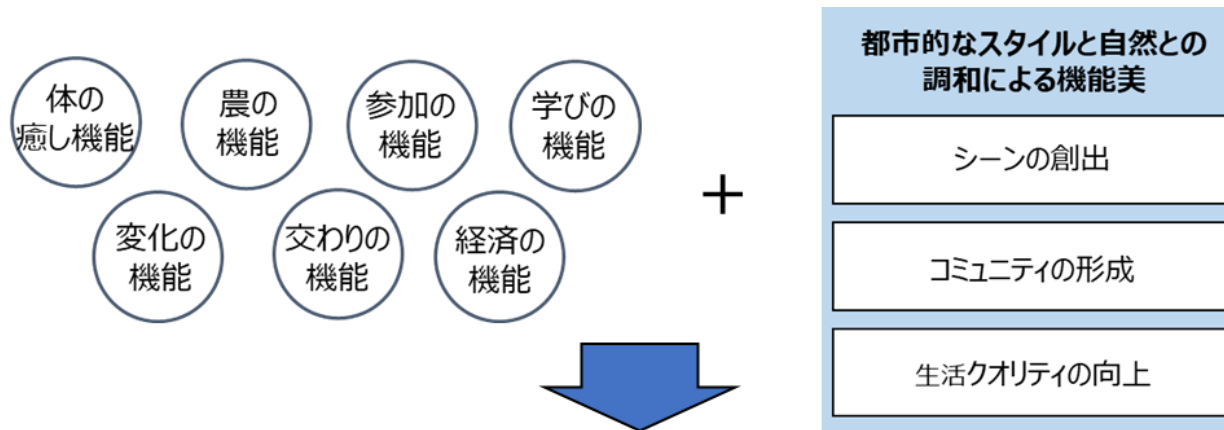 体の
癒し機能
農の
機能
参加の
機能
学びの
機能
変化の
機能
交わりの
機能
経済の
機能
+
都市的なスタイルと自然との
調和による機能美
シーンの創出
コミュニティの形成
生活クオリティの向上